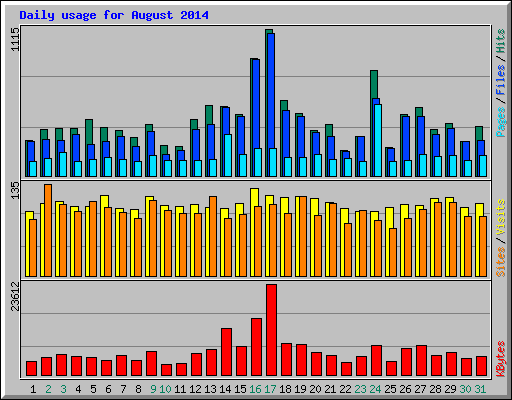 Daily usage for August 2014
1115
Pages / Files / Hits
135
Sites / Visits
23612
KBytes
1 2 3 4 5 6 7 8 9 10 11 12 13 14 15 16 17 18 19 20 21 22 23 24 25 26 27 28 29 30 31